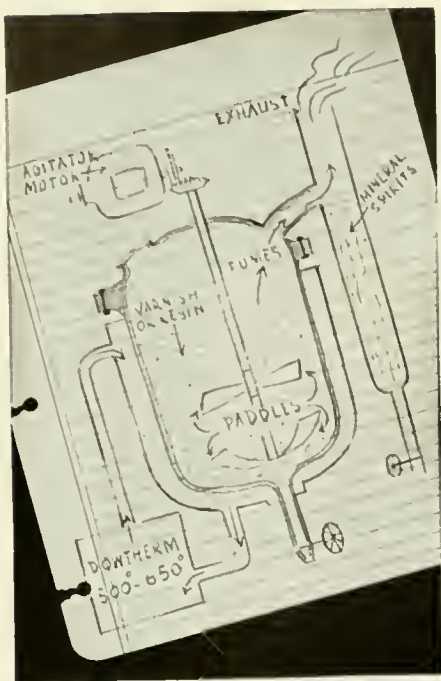 EXHAUST
AGITATOR
MOTOR
MINERAL
SPIRITS
FUMES
VARNISH
OR RESIN
PADDLES
DOWTHERM
500°-650°